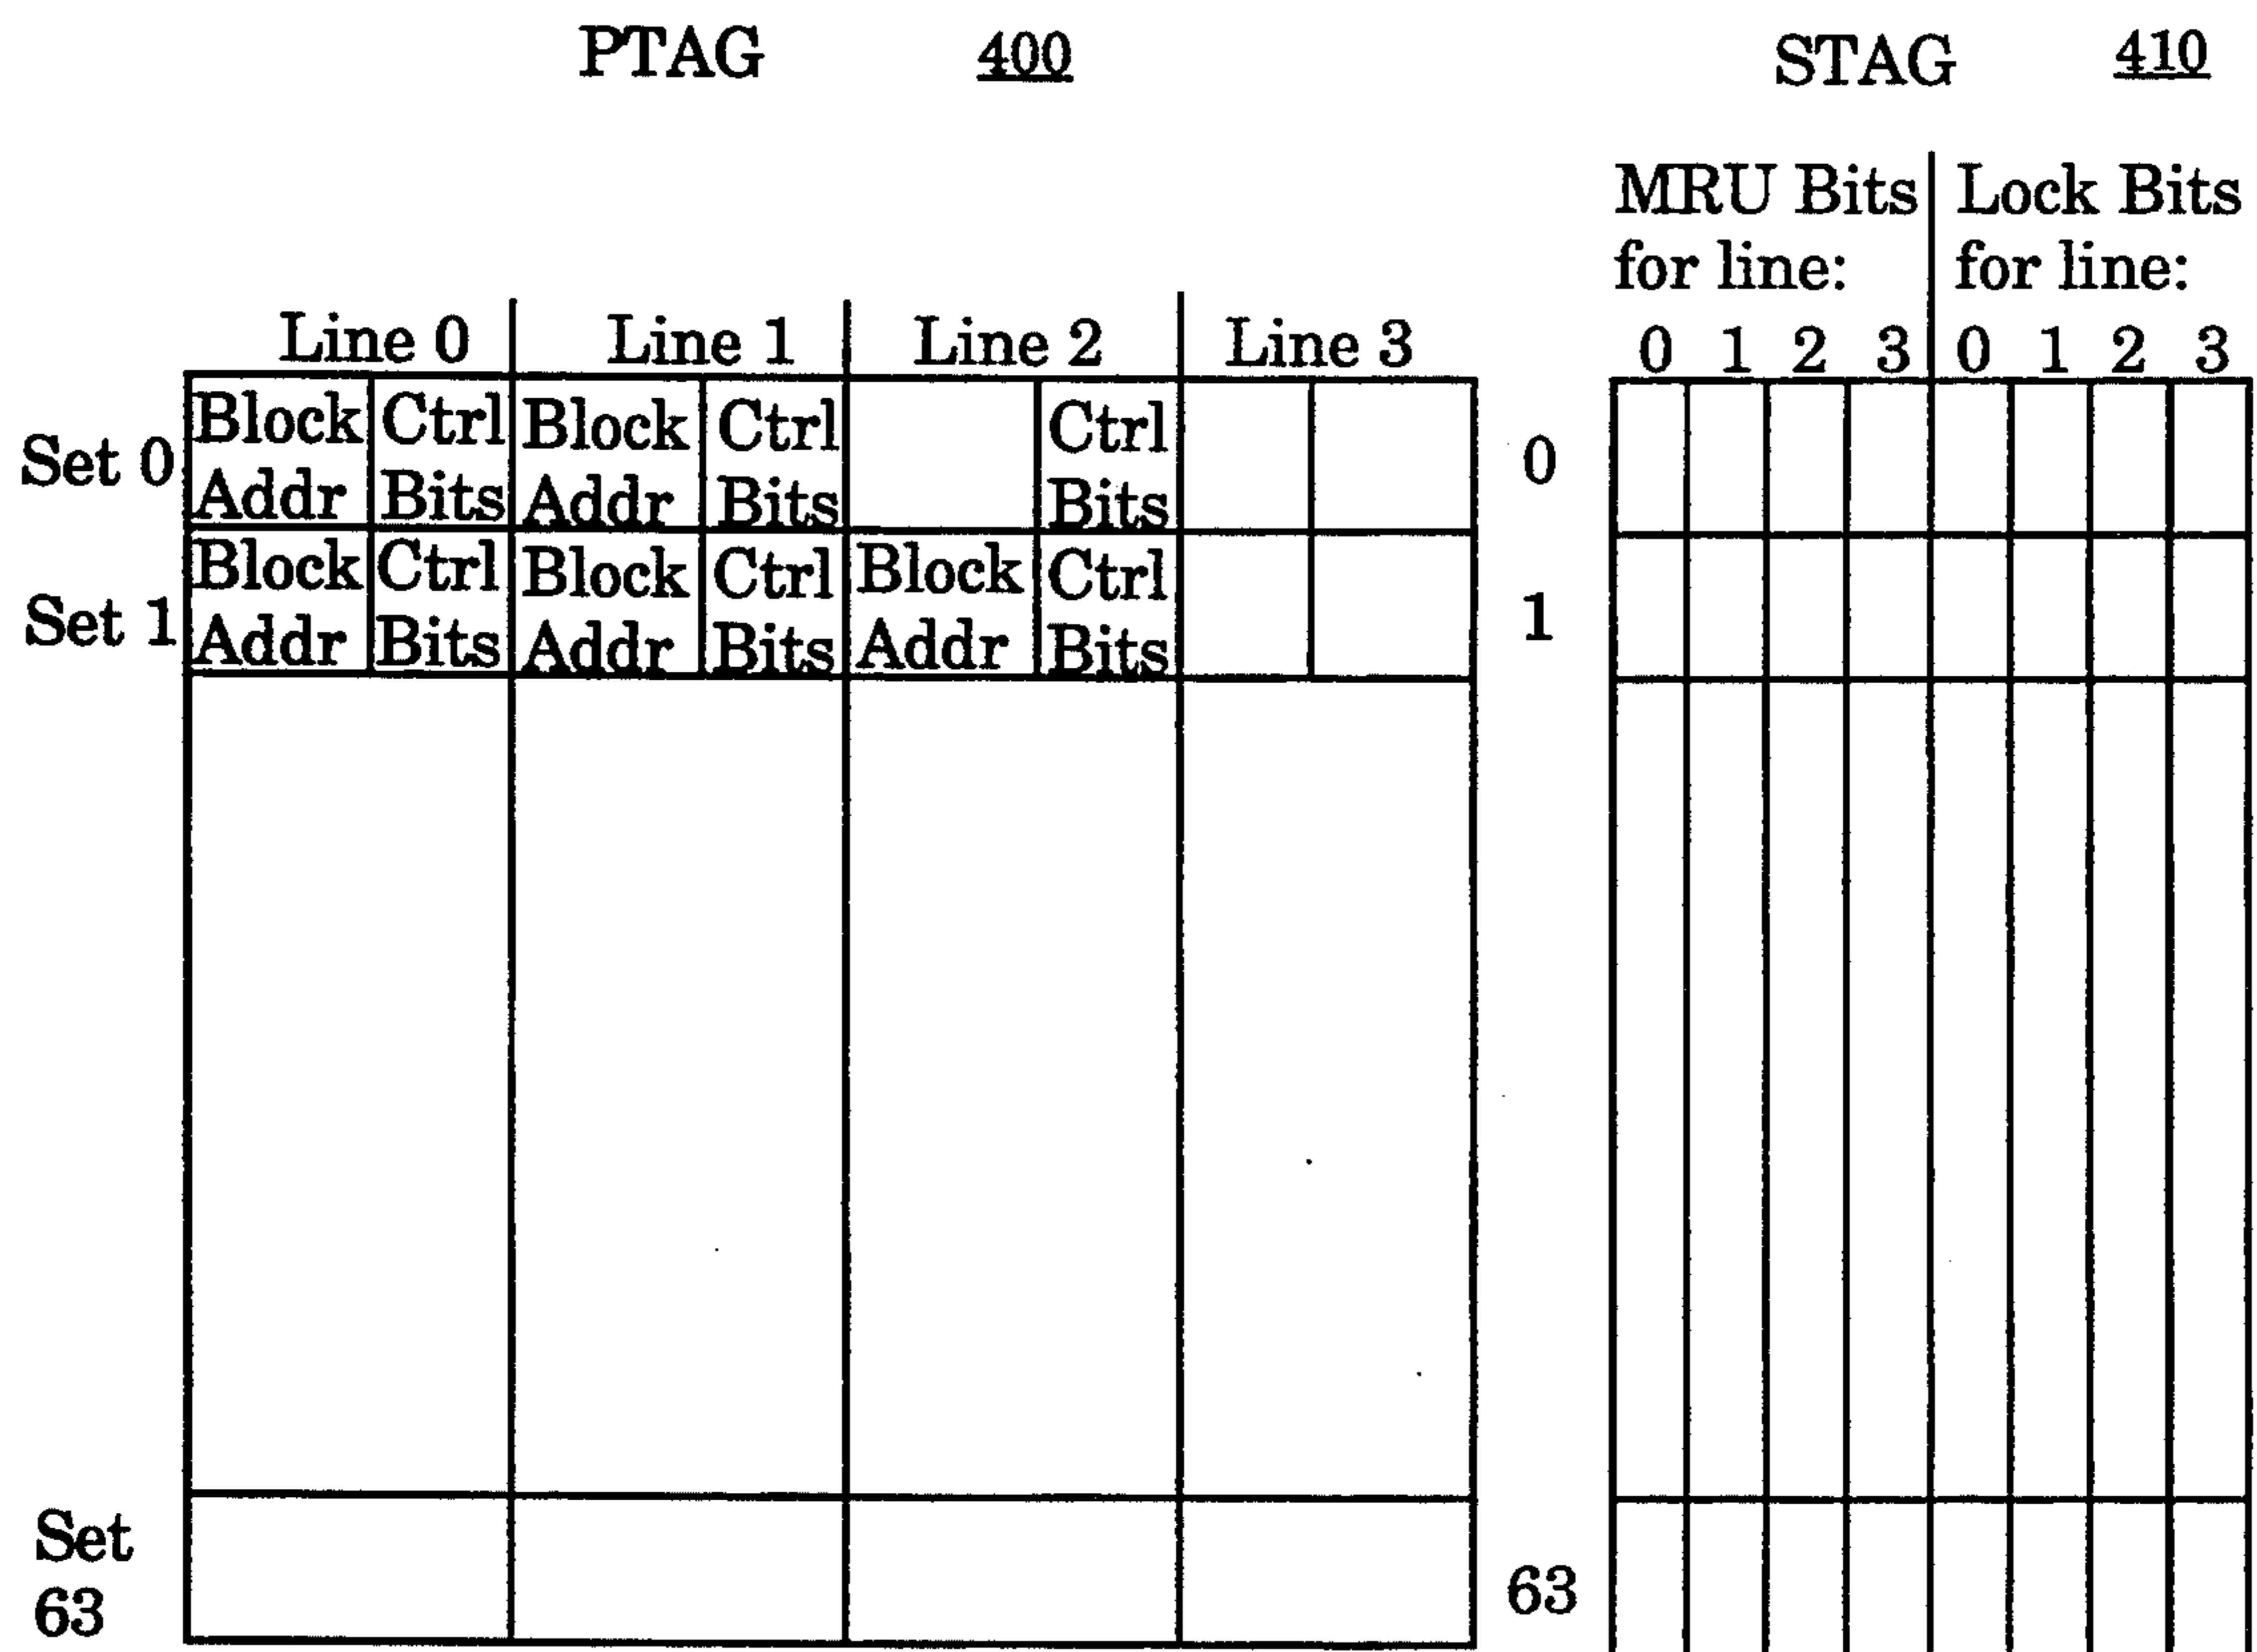 PTAG 400 STAG 410
MRU Bits Lock Bits
for line: for line:
Line 0 Line 1 Line 2 Line 3 0 1 2 3 0 1 2 3
Block Ctrl Block Ctrl Ctrl
Set 0 0
Addr Bits Addr Bits Bits
Block Ctrl Block Ctrl Block Ctrl
Set 1 1
Addr Bits Addr Bits Addr Bits
Set
63 63